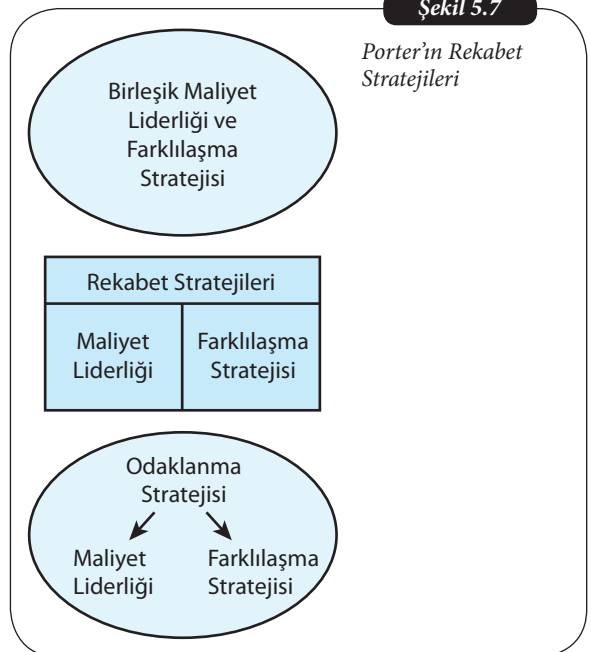 Şekil 5.7
Porter'ın Rekabet
Stratejileri
Birleşik Maliyet
Liderliği ve
Farklılaşma
Stratejisi
Rekabet Stratejileri
Maliyet
Liderliği
Farklılaşma
Stratejisi
Odaklanma
Stratejisi
Maliyet
Liderliği
Farklılaşma
Stratejisi